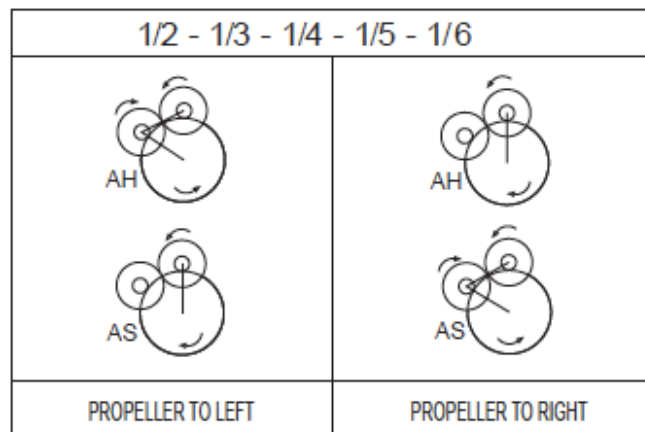 1/2 - 1/3 - 1/4 - 1/5 - 1/6
AH
AH
AS
AS
PROPELLER TO LEFT
PROPELLER TO RIGHT